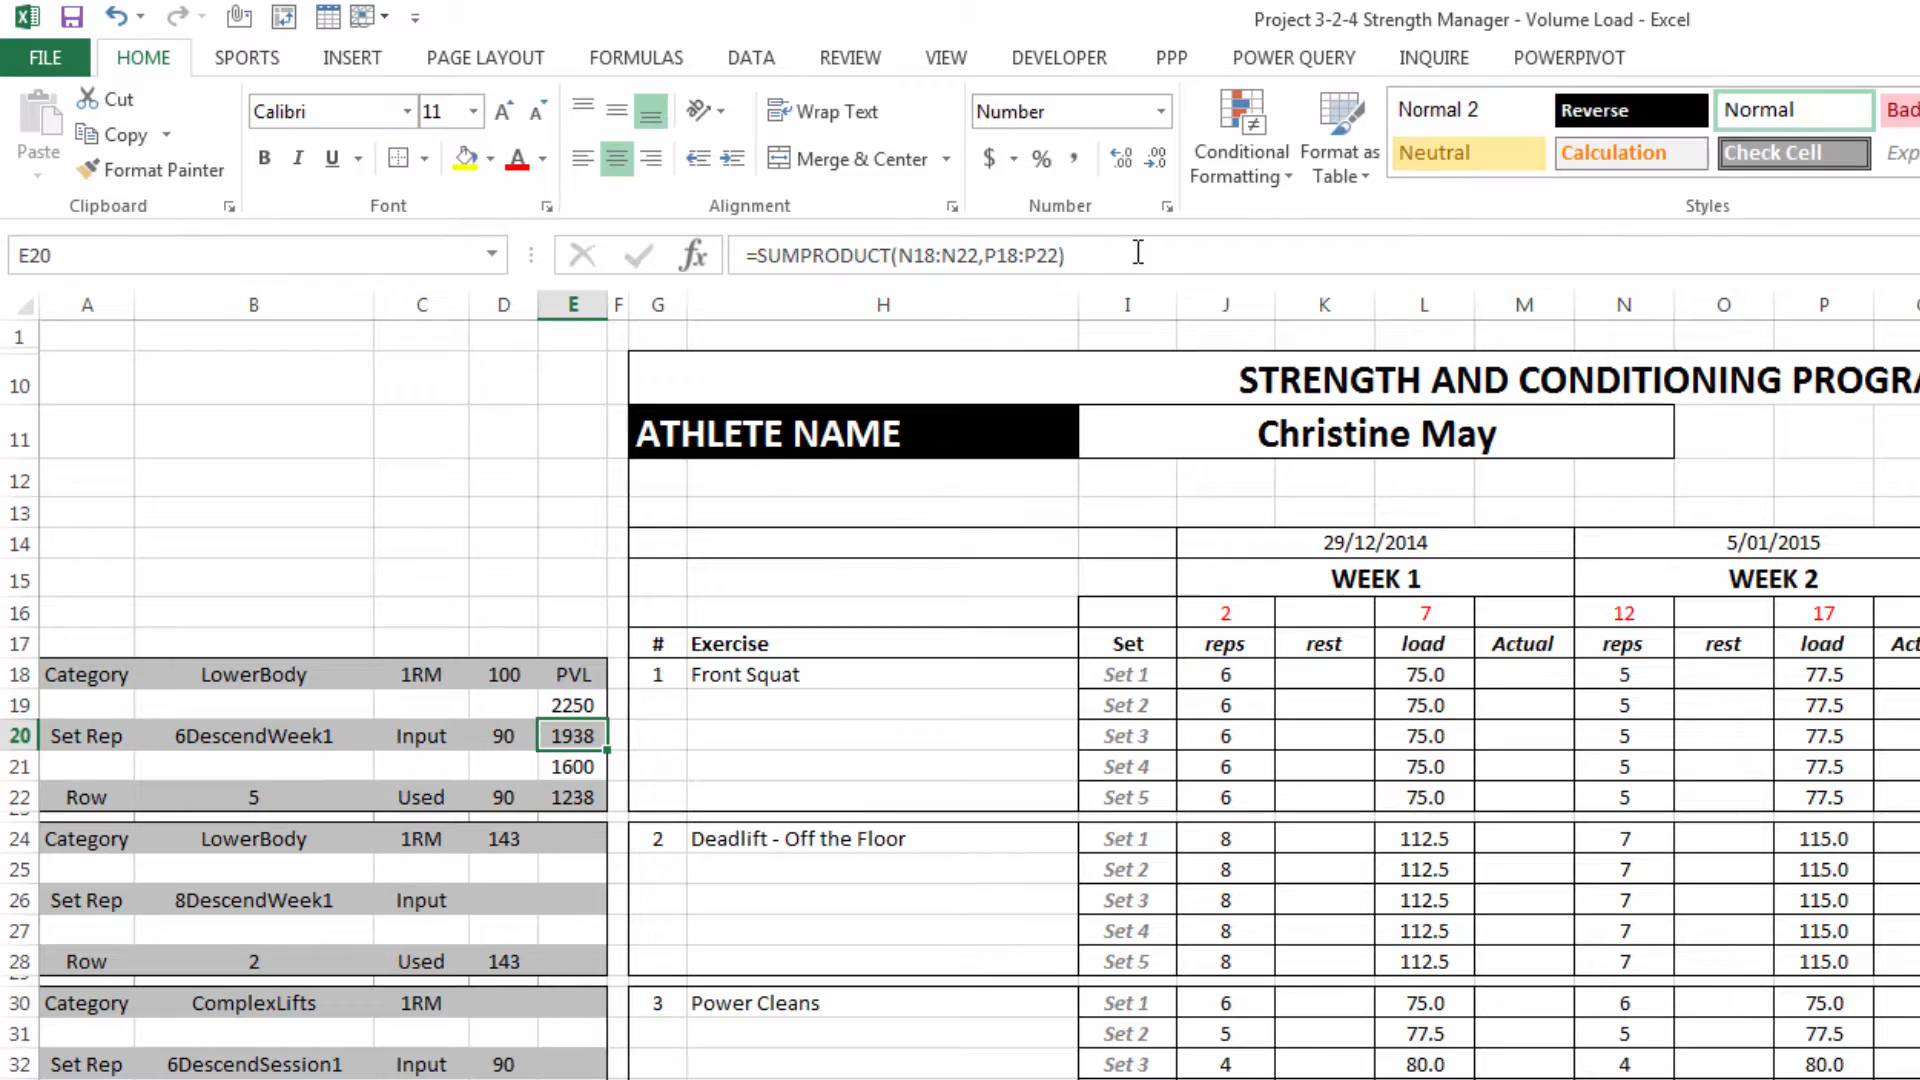 Project 3-2-4 Strength Manager - Volume Load - Excel
FILE HOME SPORTS INSERT PAGE LAYOUT FORMULAS DATA REVIEW VIEW DEVELOPER PPP POWER QUERY INQUIRE POWERPIVOT
Paste
Cut
Copy
Format Painter
Clipboard
Calibri 11
B I U
Font
Wrap Text
Merge & Center
Alignment
Number
$ % ,
Number
Conditional Formatting
Format as Table
Normal 2 Reverse Normal Bad
Neutral Calculation Check Cell Exp
Styles
E20 fx =SUMPRODUCT(N18:N22,P18:P22)
A B C D E F G H I J K L M N O P
1
10 STRENGTH AND CONDITIONING PROGRA
11 ATHLETE NAME Christine May
12
13
14 29/12/2014 5/01/2015
15 WEEK 1 WEEK 2
16 2 7 12 17
17 # Exercise Set reps rest load Actual reps rest load Act
18 Category LowerBody 1RM 100 PVL 1 Front Squat Set 1 6 75.0 5 77.5
19 2250 Set 2 6 75.0 5 77.5
20 Set Rep 6DescendWeek1 Input 90 1938 Set 3 6 75.0 5 77.5
21 1600 Set 4 6 75.0 5 77.5
22 Row 5 Used 90 1238 Set 5 6 75.0 5 77.5
24 Category LowerBody 1RM 143 2 Deadlift - Off the Floor Set 1 8 112.5 7 115.0
25 Set 2 8 112.5 7 115.0
26 Set Rep 8DescendWeek1 Input Set 3 8 112.5 7 115.0
27 Set 4 8 112.5 7 115.0
28 Row 2 Used 143 Set 5 8 112.5 7 115.0
30 Category ComplexLifts 1RM 3 Power Cleans Set 1 6 75.0 6 75.0
31 Set 2 5 77.5 5 77.5
32 Set Rep 6DescendSession1 Input 90 Set 3 4 80.0 4 80.0